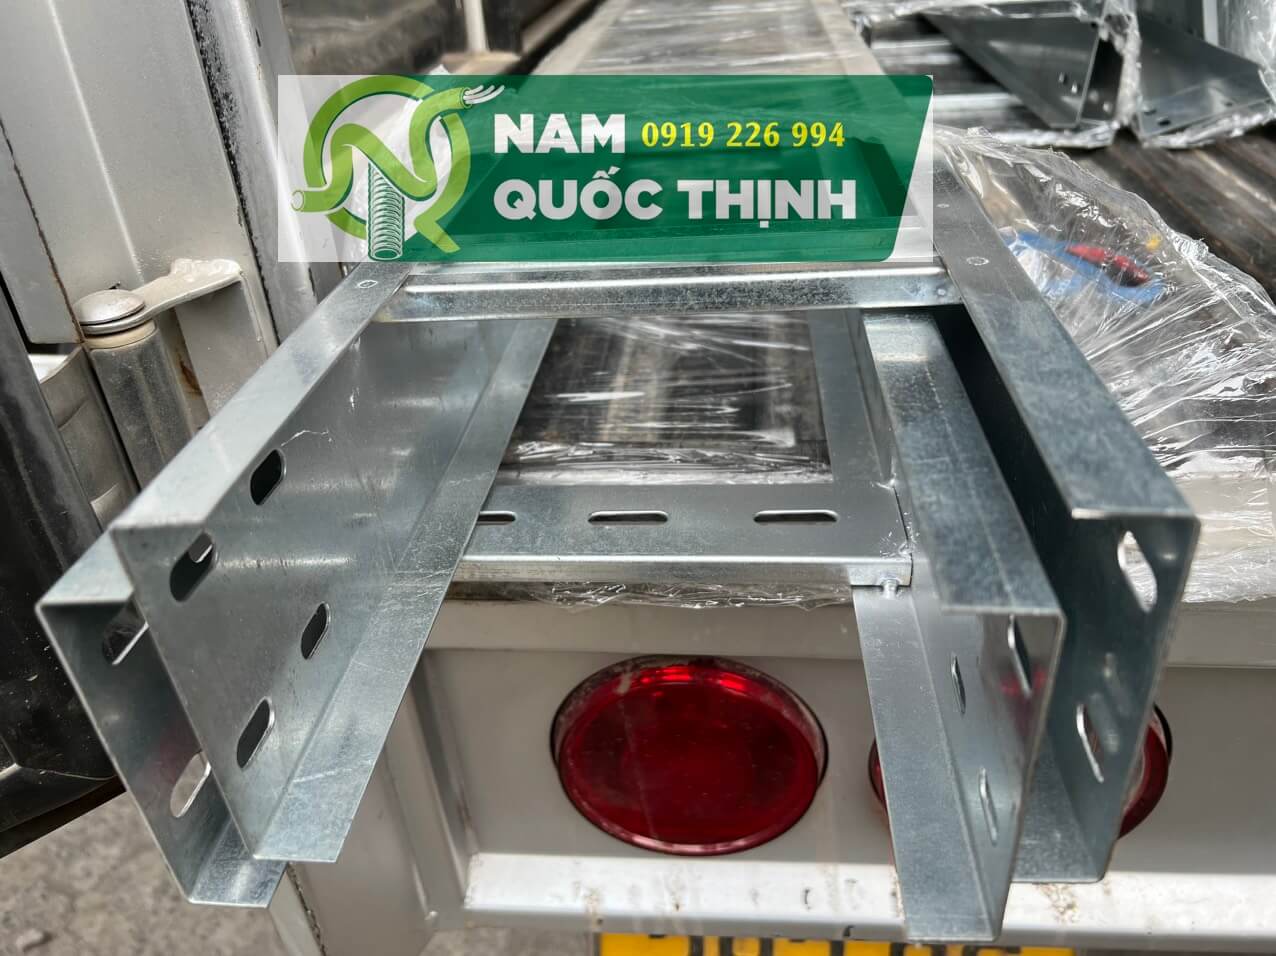 NAM 0919 226 994
QUỐC THỊNH